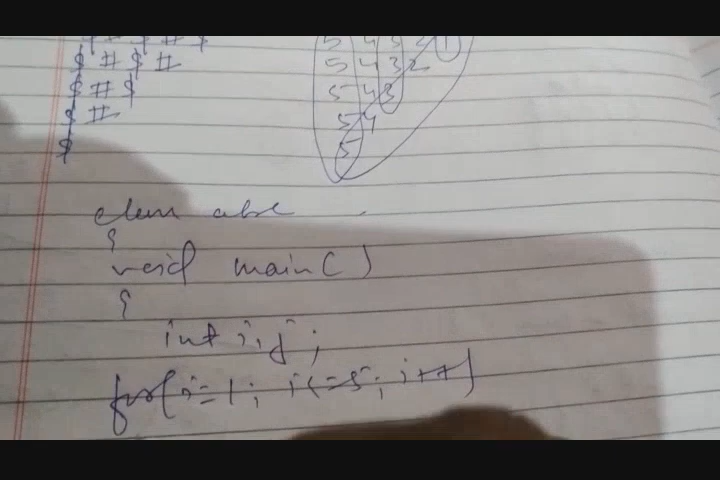 $ # $ # $
$ # $ #
$ # $
$ #
$
5 4 3 2 1
5 4 3 2
5 4 3
5 4
5
class abc
{
void main()
{
int i,j;
for(i=1; i<=5; i++)